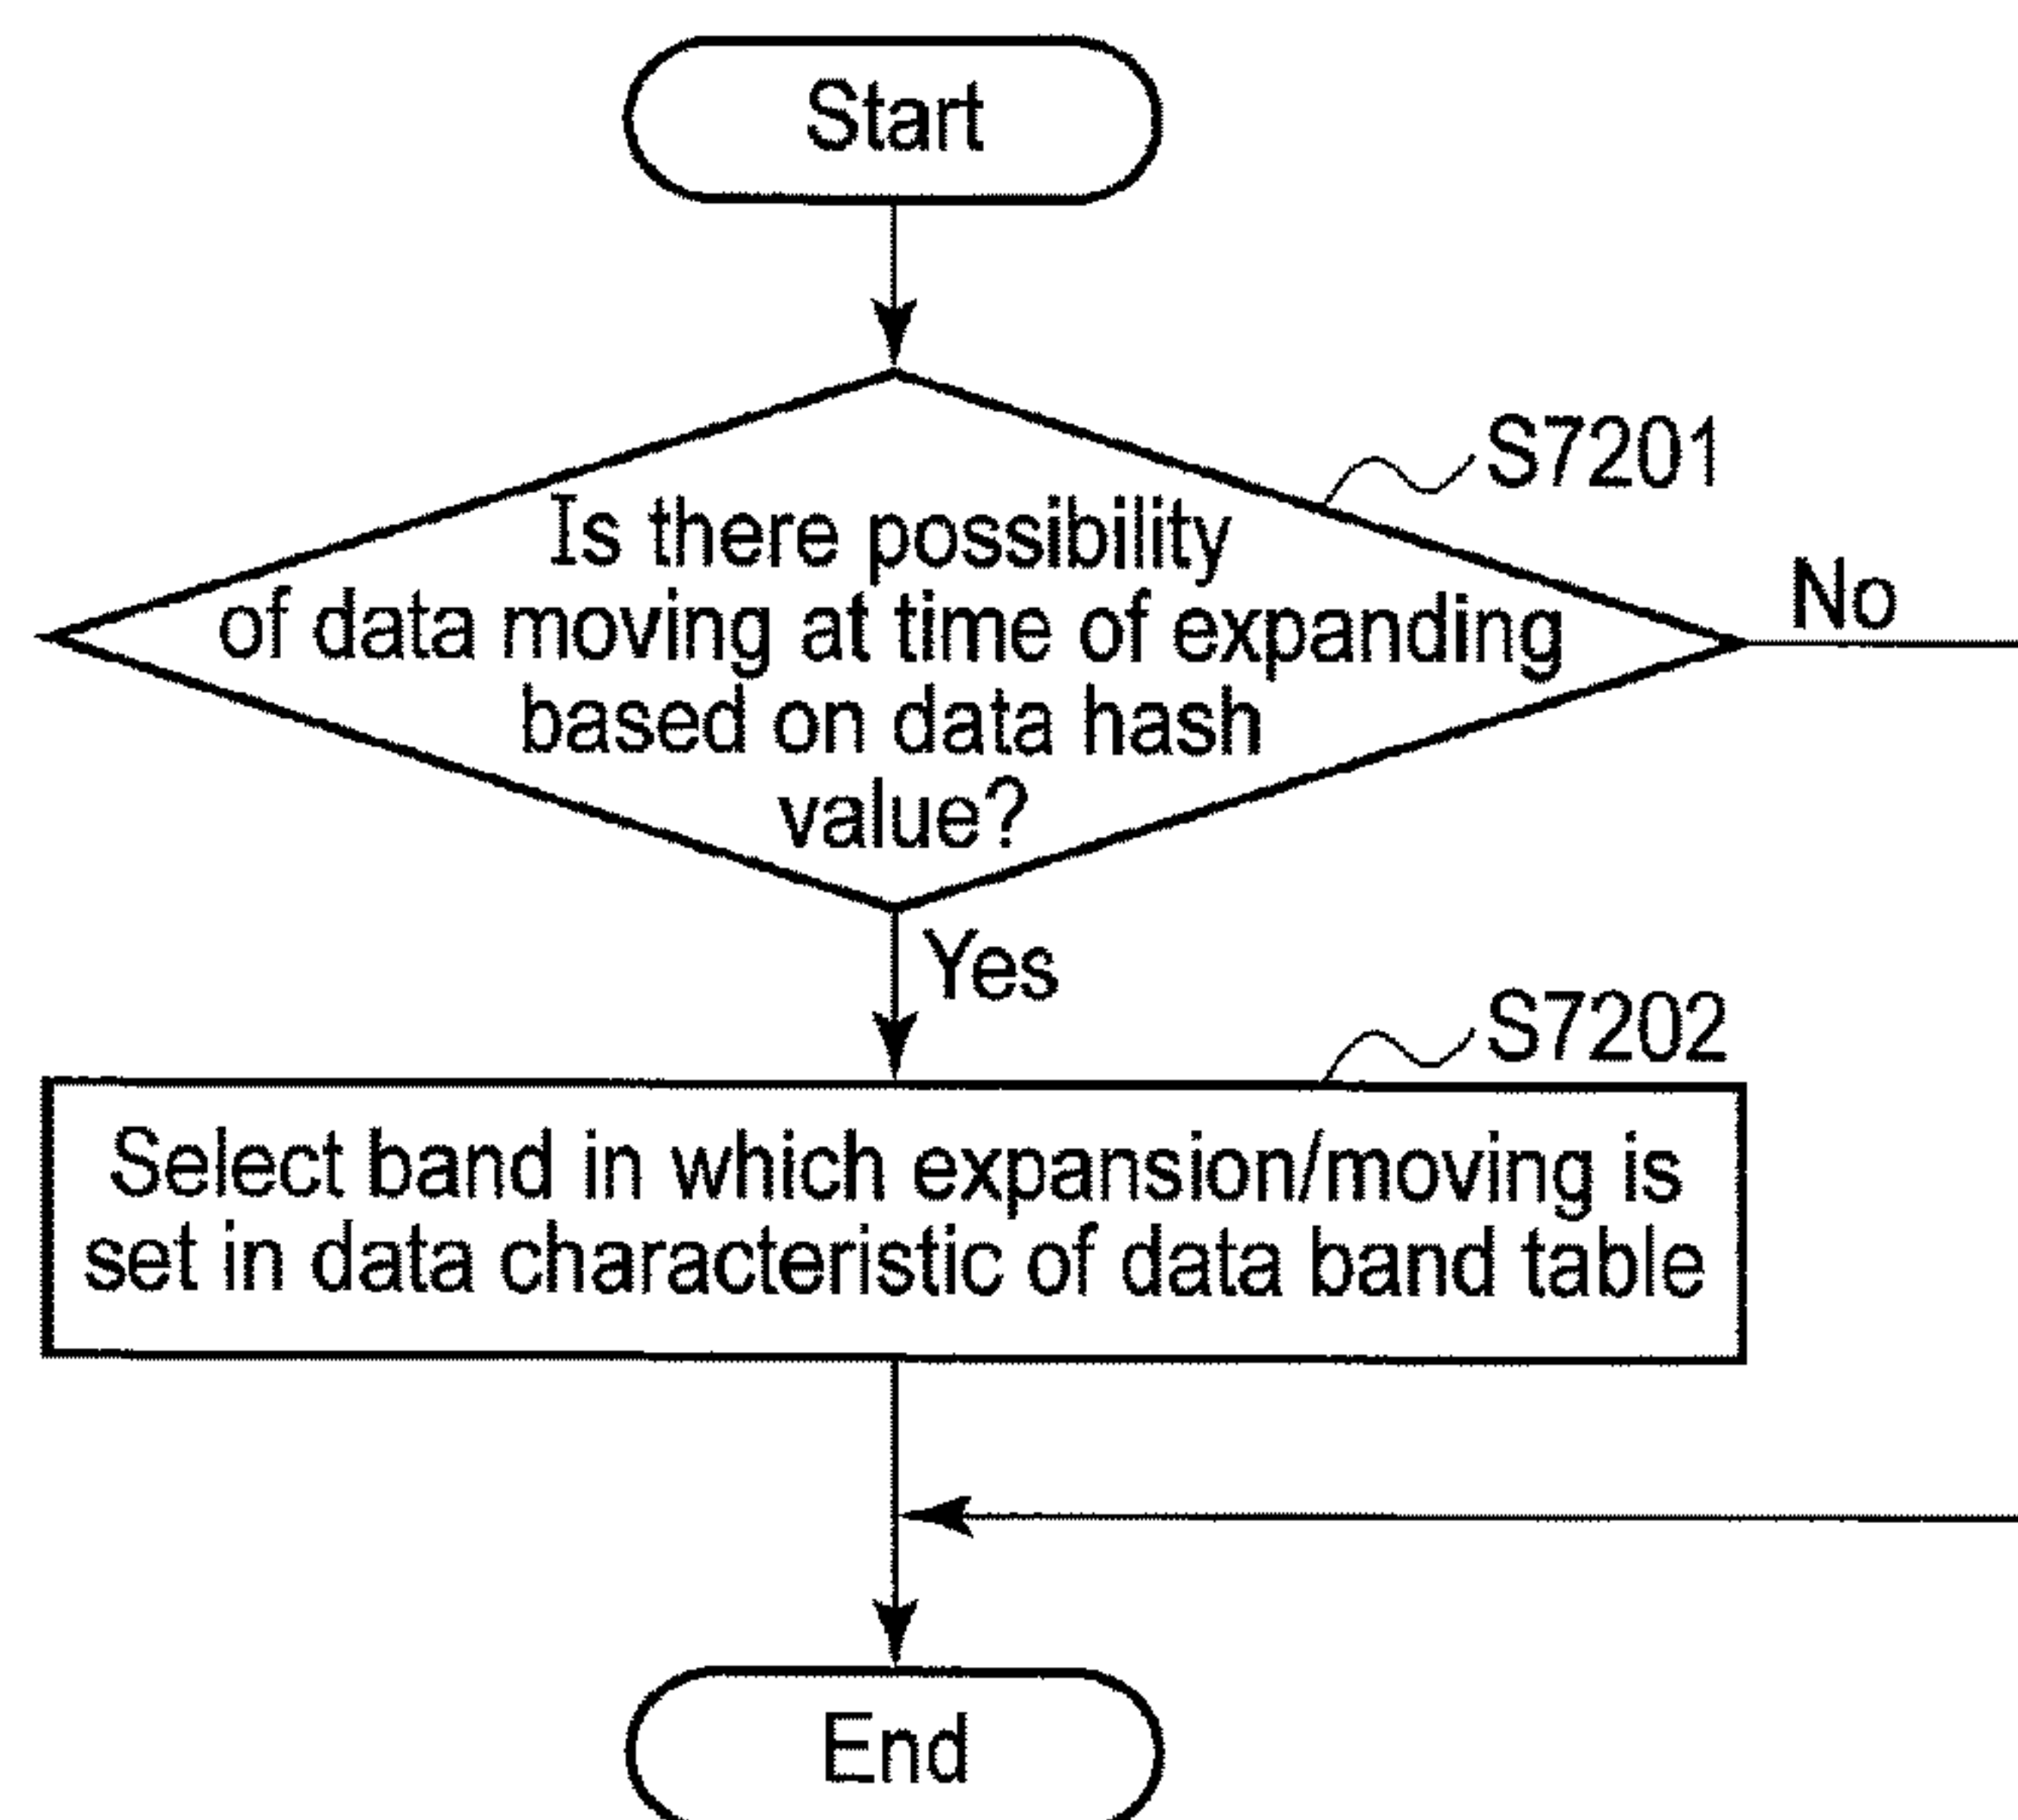 Start
S7201
Is there possibility
of data moving at time of expanding
based on data hash
value?
No
Yes
S7202
Select band in which expansion/moving is
set in data characteristic of data band table
End